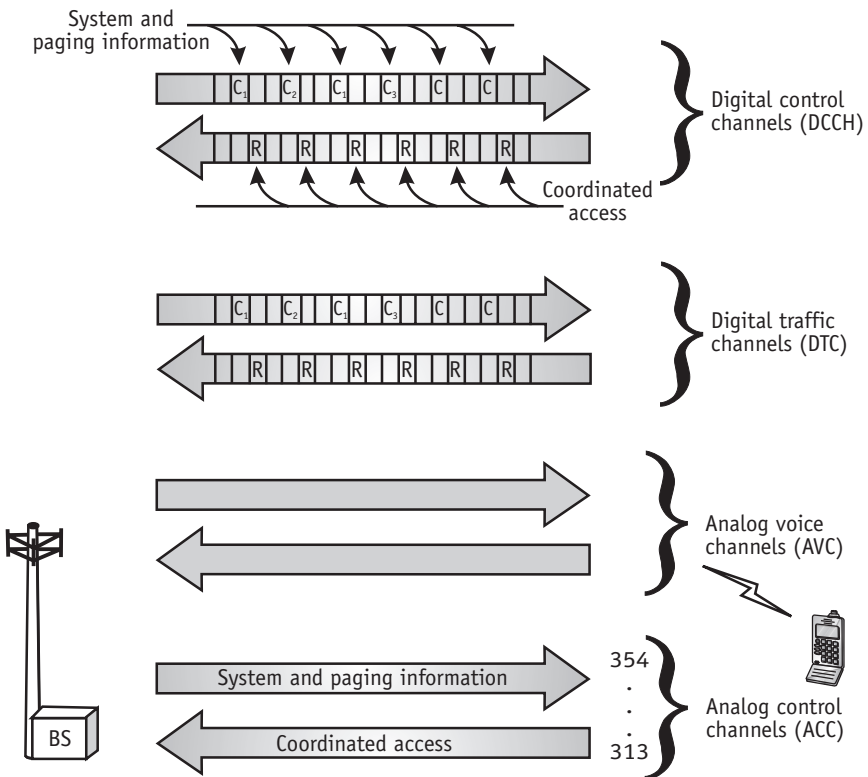 System and
paging information
C₁ C₂ C₁ C₃ C C
Digital control
channels (DCCH)
R R R R R R
Coordinated
access
C₁ C₂ C₁ C₃ C C
Digital traffic
channels (DTC)
R R R R R R
Analog voice
channels (AVC)
354
System and paging information
.
.
.
Analog control
channels (ACC)
BS
Coordinated access
313